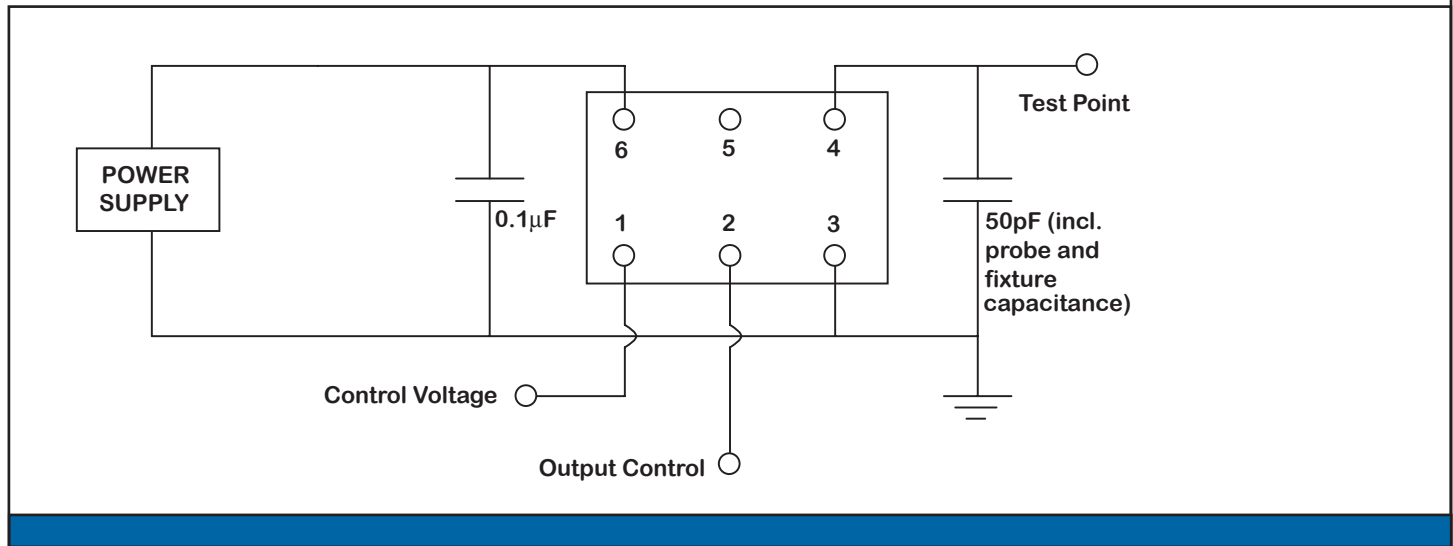 Test Point
6 5 4
POWER
SUPPLY
0.1μF
1 2 3
50pF (incl.
probe and
fixture
capacitance)
Control Voltage
Output Control